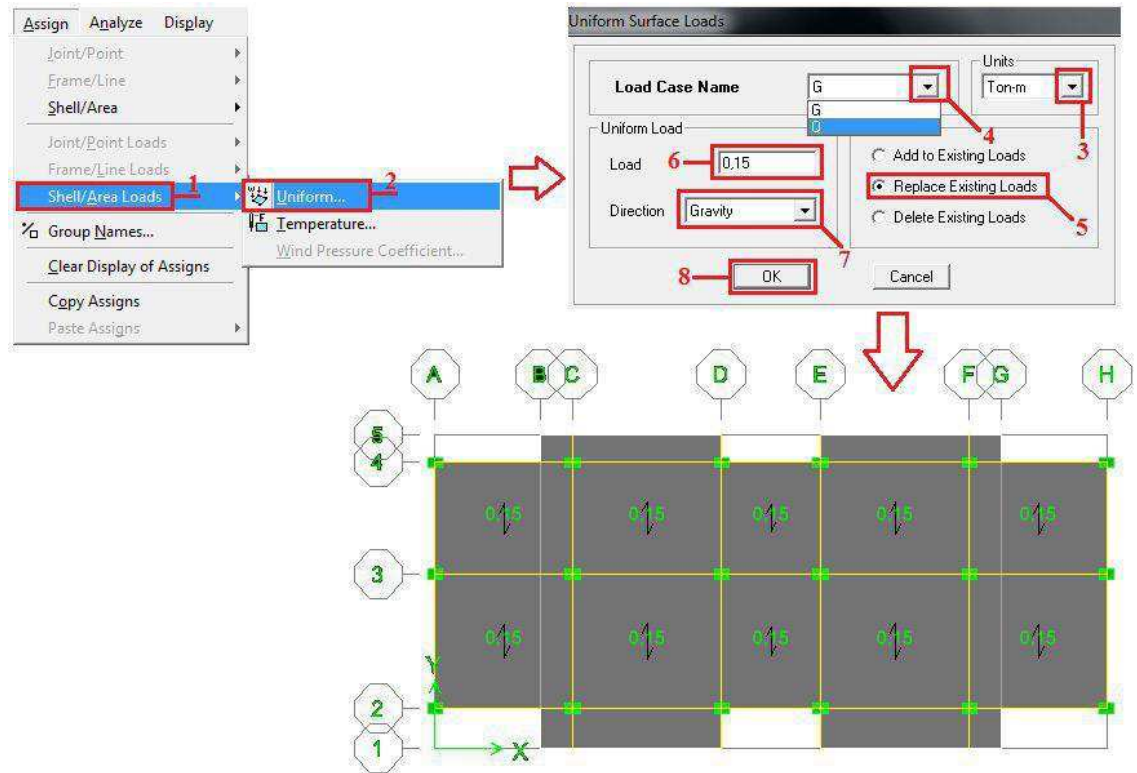 Assign Analyze Display
Joint/Point
Frame/Line
Shell/Area
Joint/Point Loads
Frame/Line Loads
Shell/Area Loads 1
Uniform... 2
Temperature...
Wind Pressure Coefficient...
Group Names...
Clear Display of Assigns
Copy Assigns
Paste Assigns
Uniform Surface Loads
Load Case Name G
G
Q
4
Units
Ton-m
3
Uniform Load
Load 6 0,15
Direction Gravity
7
Add to Existing Loads
Replace Existing Loads
5
Delete Existing Loads
8 OK Cancel
A B C D E F G H
5
4
0,15 0,15 0,15 0,15 0,15
3
0,15 0,15 0,15 0,15 0,15
Y
2
1
X